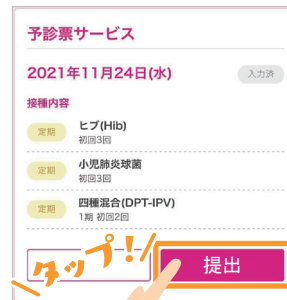 予診票サービス
2021年11月24日(水) 入力済
接種内容
定期 ヒブ(Hib)
初回3回
定期 小児肺炎球菌
初回3回
定期 四種混合(DPT-IPV)
1期 初回2回
タップ!! 提出